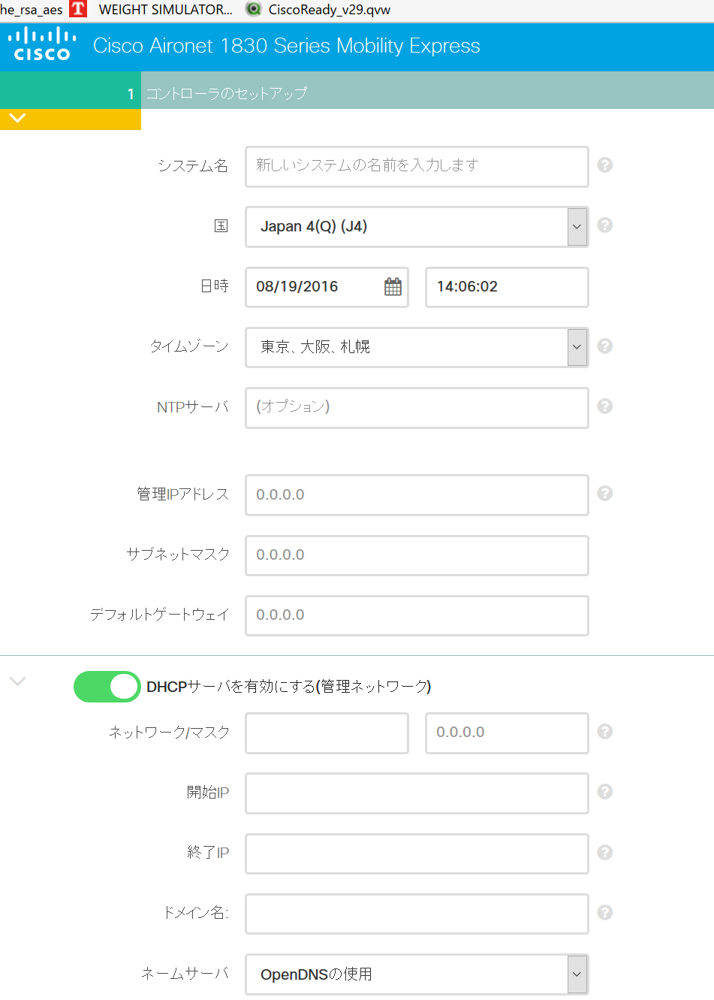 he_rsa_aes T WEIGHT SIMULATOR... CiscoReady_v29.qvw
CISCO Cisco Aironet 1830 Series Mobility Express
1 コントローラのセットアップ
システム名 新しいシステムの名前を入力します ?
国 Japan 4(Q) (J4) ?
日時 08/19/2016 14:06:02
タイムゾーン 東京、大阪、札幌 ?
NTPサーバ (オプション) ?
管理IPアドレス 0.0.0.0 ?
サブネットマスク 0.0.0.0
デフォルトゲートウェイ 0.0.0.0
DHCPサーバを有効にする(管理ネットワーク)
ネットワーク/マスク 0.0.0.0 ?
開始IP ?
終了IP ?
ドメイン名: ?
ネームサーバ OpenDNSの使用